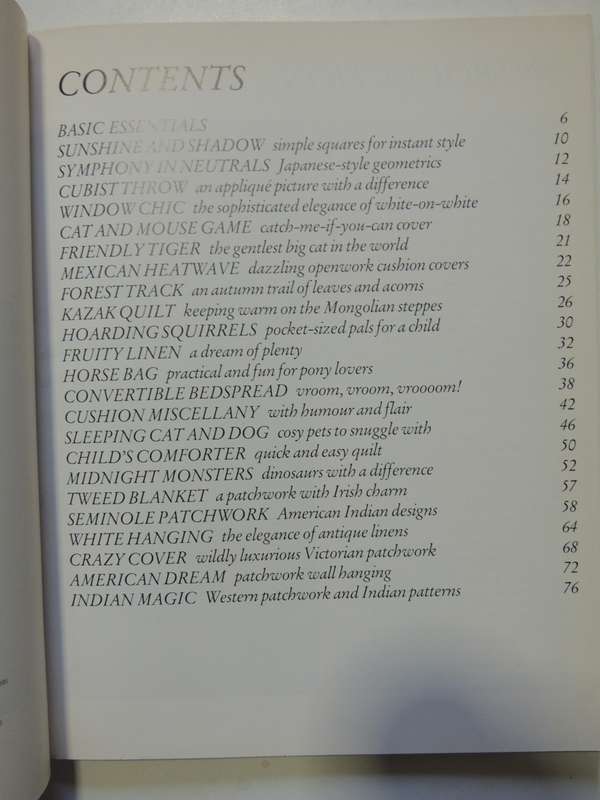 CONTENTS
BASIC ESSENTIALS 6
SUNSHINE AND SHADOW simple squares for instant style 10
SYMPHONY IN NEUTRALS Japanese-style geometrics 12
CUBIST THROW an appliqué picture with a difference 14
WINDOW CHIC the sophisticated elegance of white-on-white 16
CAT AND MOUSE GAME catch-me-if-you-can cover 18
FRIENDLY TIGER the gentlest big cat in the world 21
MEXICAN HEATWAVE dazzling openwork cushion covers 22
FOREST TRACK an autumn trail of leaves and acorns 25
KAZAK QUILT keeping warm on the Mongolian steppes 26
HOARDING SQUIRRELS pocket-sized pals for a child 30
FRUITY LINEN a dream of plenty 32
HORSE BAG practical and fun for pony lovers 36
CONVERTIBLE BEDSPREAD vroom, vroom, vroooom! 38
CUSHION MISCELLANY with humour and flair 42
SLEEPING CAT AND DOG cosy pets to snuggle with 46
CHILD'S COMFORTER quick and easy quilt 50
MIDNIGHT MONSTERS dinosaurs with a difference 52
TWEED BLANKET a patchwork with Irish charm 57
SEMINOLE PATCHWORK American Indian designs 58
WHITE HANGING the elegance of antique linens 64
CRAZY COVER wildly luxurious Victorian patchwork 68
AMERICAN DREAM patchwork wall hanging 72
INDIAN MAGIC Western patchwork and Indian patterns 76